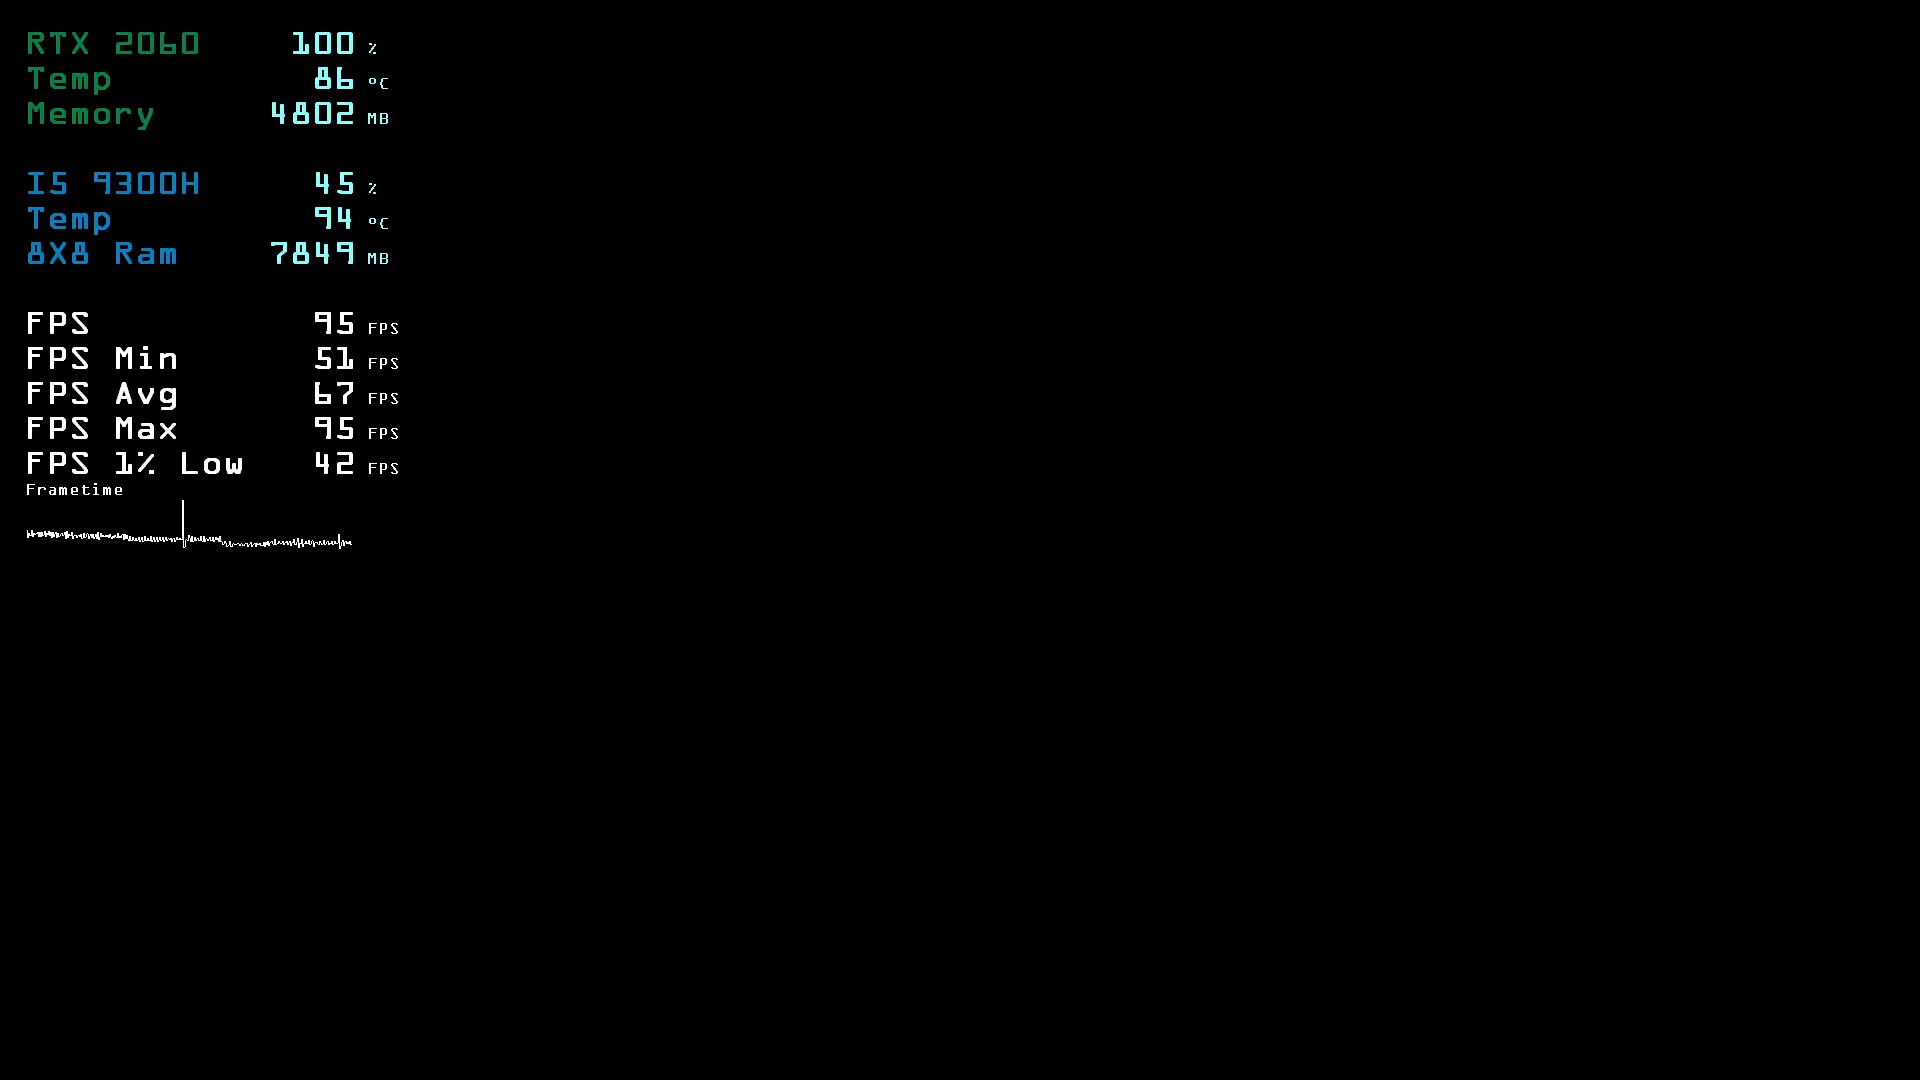 RTX 2060 100 %
Temp 86 °C
Memory 4802 MB
I5 9300H 45 %
Temp 94 °C
8X8 Ram 7849 MB
FPS 95 FPS
FPS Min 51 FPS
FPS Avg 67 FPS
FPS Max 95 FPS
FPS 1% Low 42 FPS
Frametime